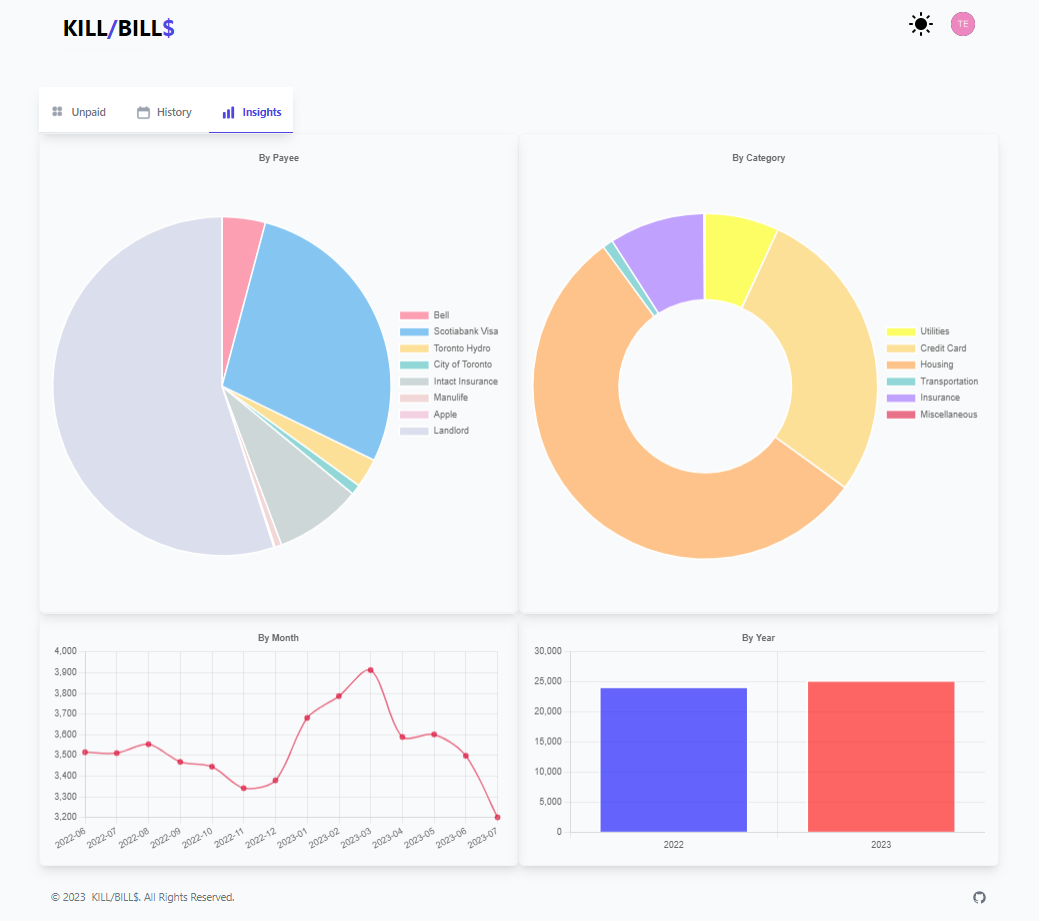 KILL/BILL$
TE
Unpaid
History
Insights
By Payee
Bell
Scotiabank Visa
Toronto Hydro
City of Toronto
Intact Insurance
Manulife
Apple
Landlord
By Category
Utilities
Credit Card
Housing
Transportation
Insurance
Miscellaneous
By Month
4,000
3,900
3,800
3,700
3,600
3,500
3,400
3,300
3,200
2022-06
2022-07
2022-08
2022-09
2022-10
2022-11
2022-12
2023-01
2023-02
2023-03
2023-04
2023-05
2023-06
2023-07
By Year
30,000
25,000
20,000
15,000
10,000
5,000
0
2022
2023
© 2023 KILL/BILL$. All Rights Reserved.